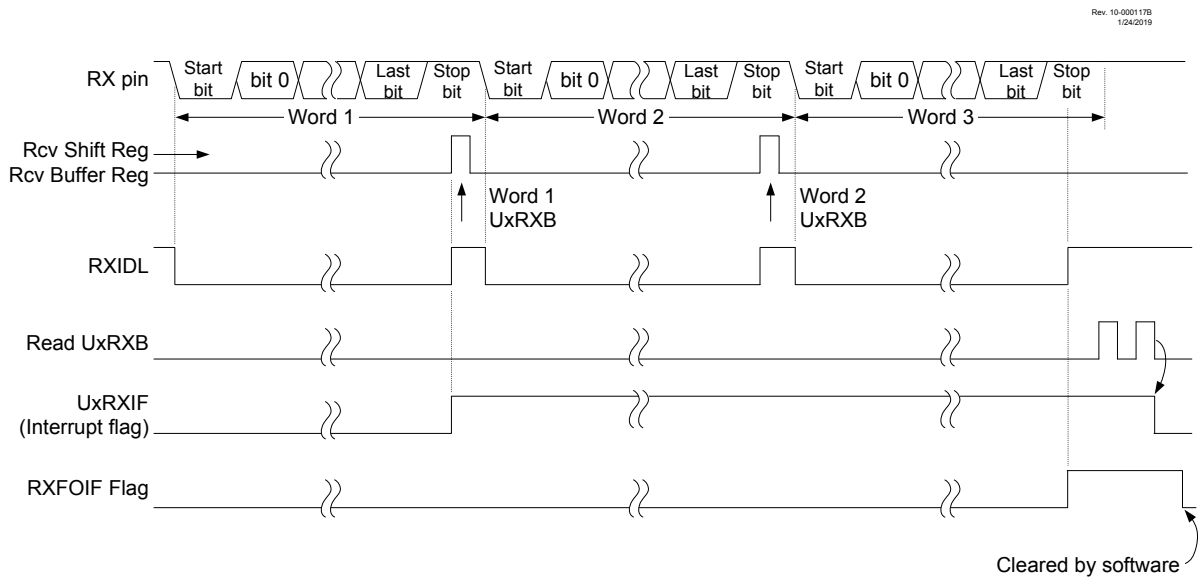 Rev. 10-000117B
1/24/2019
RX pin
Start bit
bit 0
Last bit
Stop bit
Start bit
bit 0
Last bit
Stop bit
Start bit
bit 0
Last bit
Stop bit
Word 1
Word 2
Word 3
Rcv Shift Reg
Rcv Buffer Reg
Word 1
UxRXB
Word 2
UxRXB
RXIDL
Read UxRXB
UxRXIF
(Interrupt flag)
RXFOIF Flag
Cleared by software